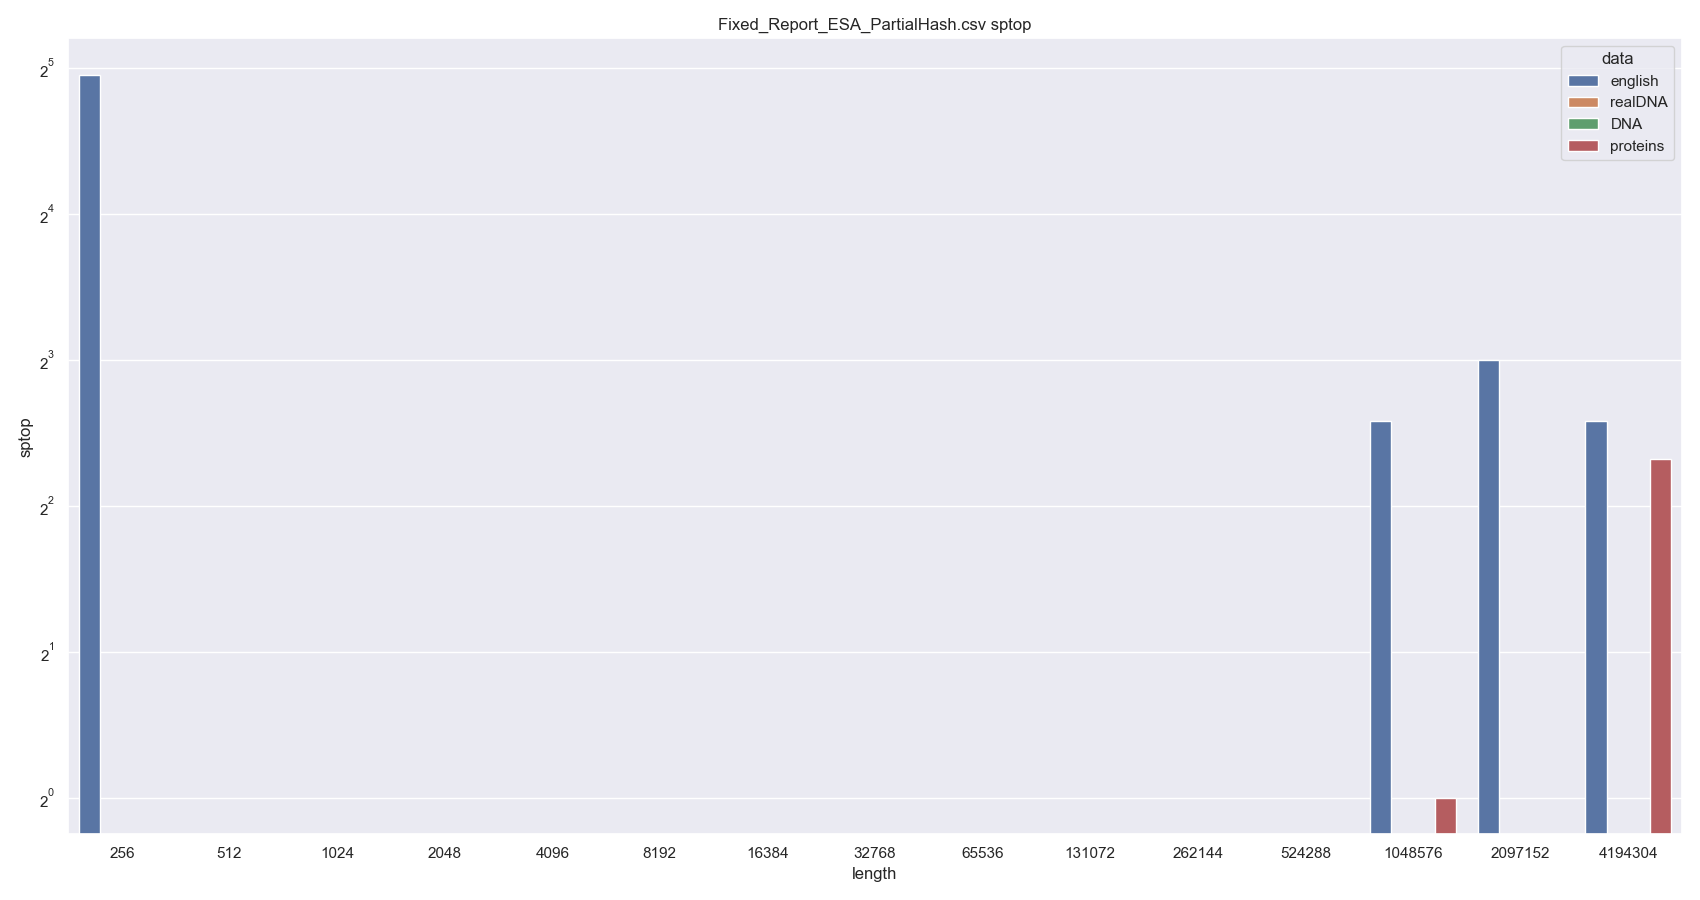 Fixed_Report_ESA_PartialHash.csv sptop
data
english
realDNA
DNA
proteins
2^5
2^4
2^3
2^2
2^1
2^0
sptop
256 512 1024 2048 4096 8192 16384 32768 65536 131072 262144 524288 1048576 2097152 4194304
length